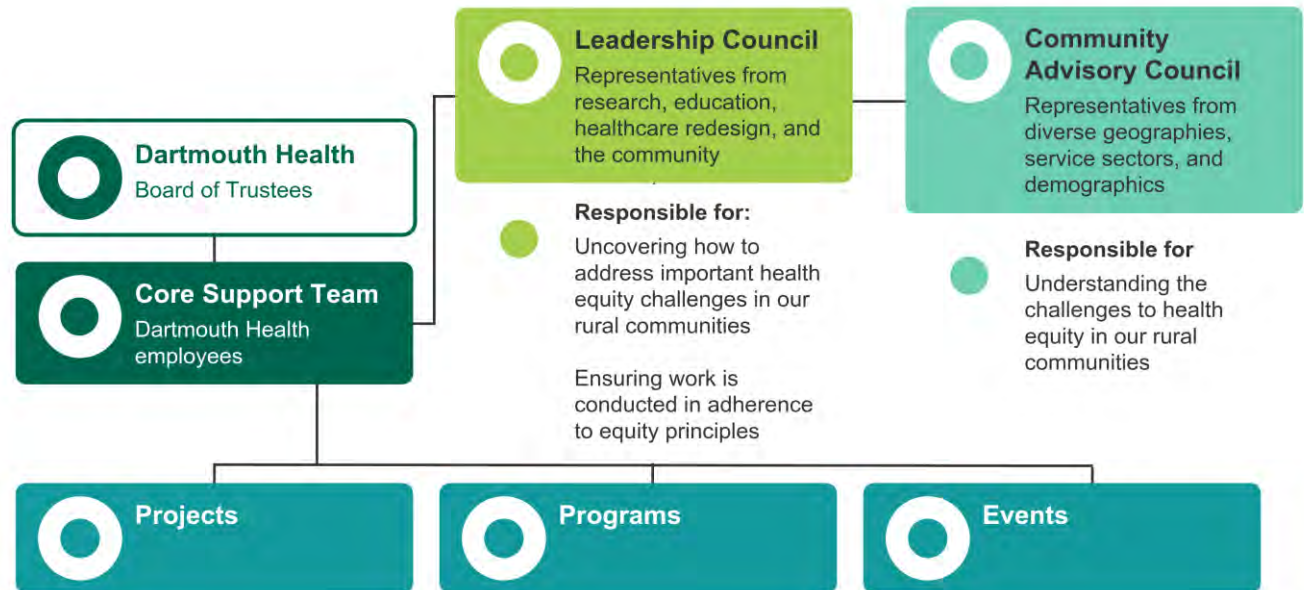 Dartmouth Health
Board of Trustees
Core Support Team
Dartmouth Health
employees
Leadership Council
Representatives from
research, education,
healthcare redesign, and
the community
Responsible for:
Uncovering how to
address important health
equity challenges in our
rural communities
Ensuring work is
conducted in adherence
to equity principles
Community
Advisory Council
Representatives from
diverse geographies,
service sectors, and
demographics
Responsible for
Understanding the
challenges to health
equity in our rural
communities
Projects
Programs
Events